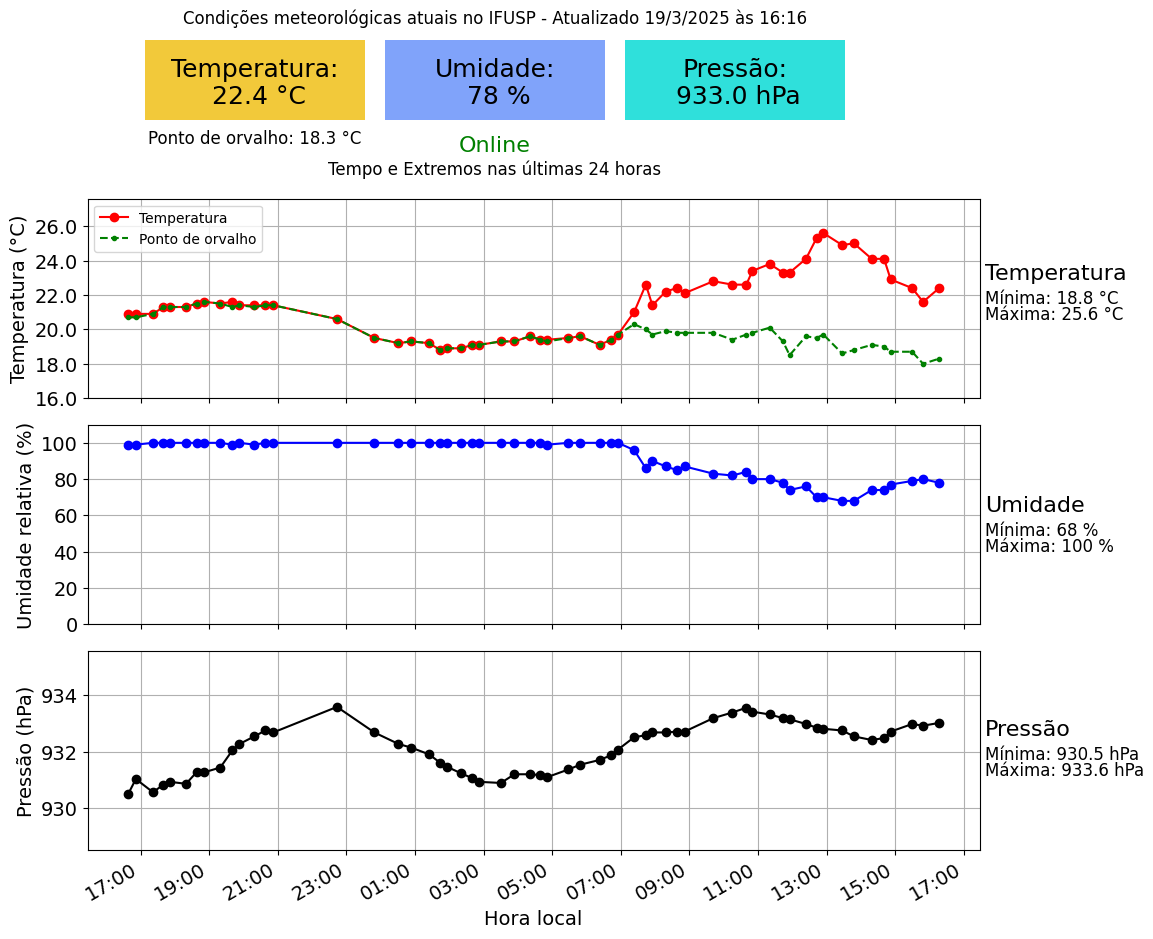 Condições meteorológicas atuais no IFUSP - Atualizado 19/3/2025 às 16:16
Temperatura:
22.4 °C
Umidade:
78 %
Pressão:
933.0 hPa
Ponto de orvalho: 18.3 °C
Online
Tempo e Extremos nas últimas 24 horas
Temperatura (°C)
26.0
24.0
22.0
20.0
18.0
16.0
Temperatura
Ponto de orvalho
Temperatura
Mínima: 18.8 °C
Máxima: 25.6 °C
Umidade relativa (%)
100
80
60
40
20
0
Umidade
Mínima: 68 %
Máxima: 100 %
Pressão (hPa)
934
932
930
Pressão
Mínima: 930.5 hPa
Máxima: 933.6 hPa
17:00 19:00 21:00 23:00 01:00 03:00 05:00 07:00 09:00 11:00 13:00 15:00 17:00
Hora local